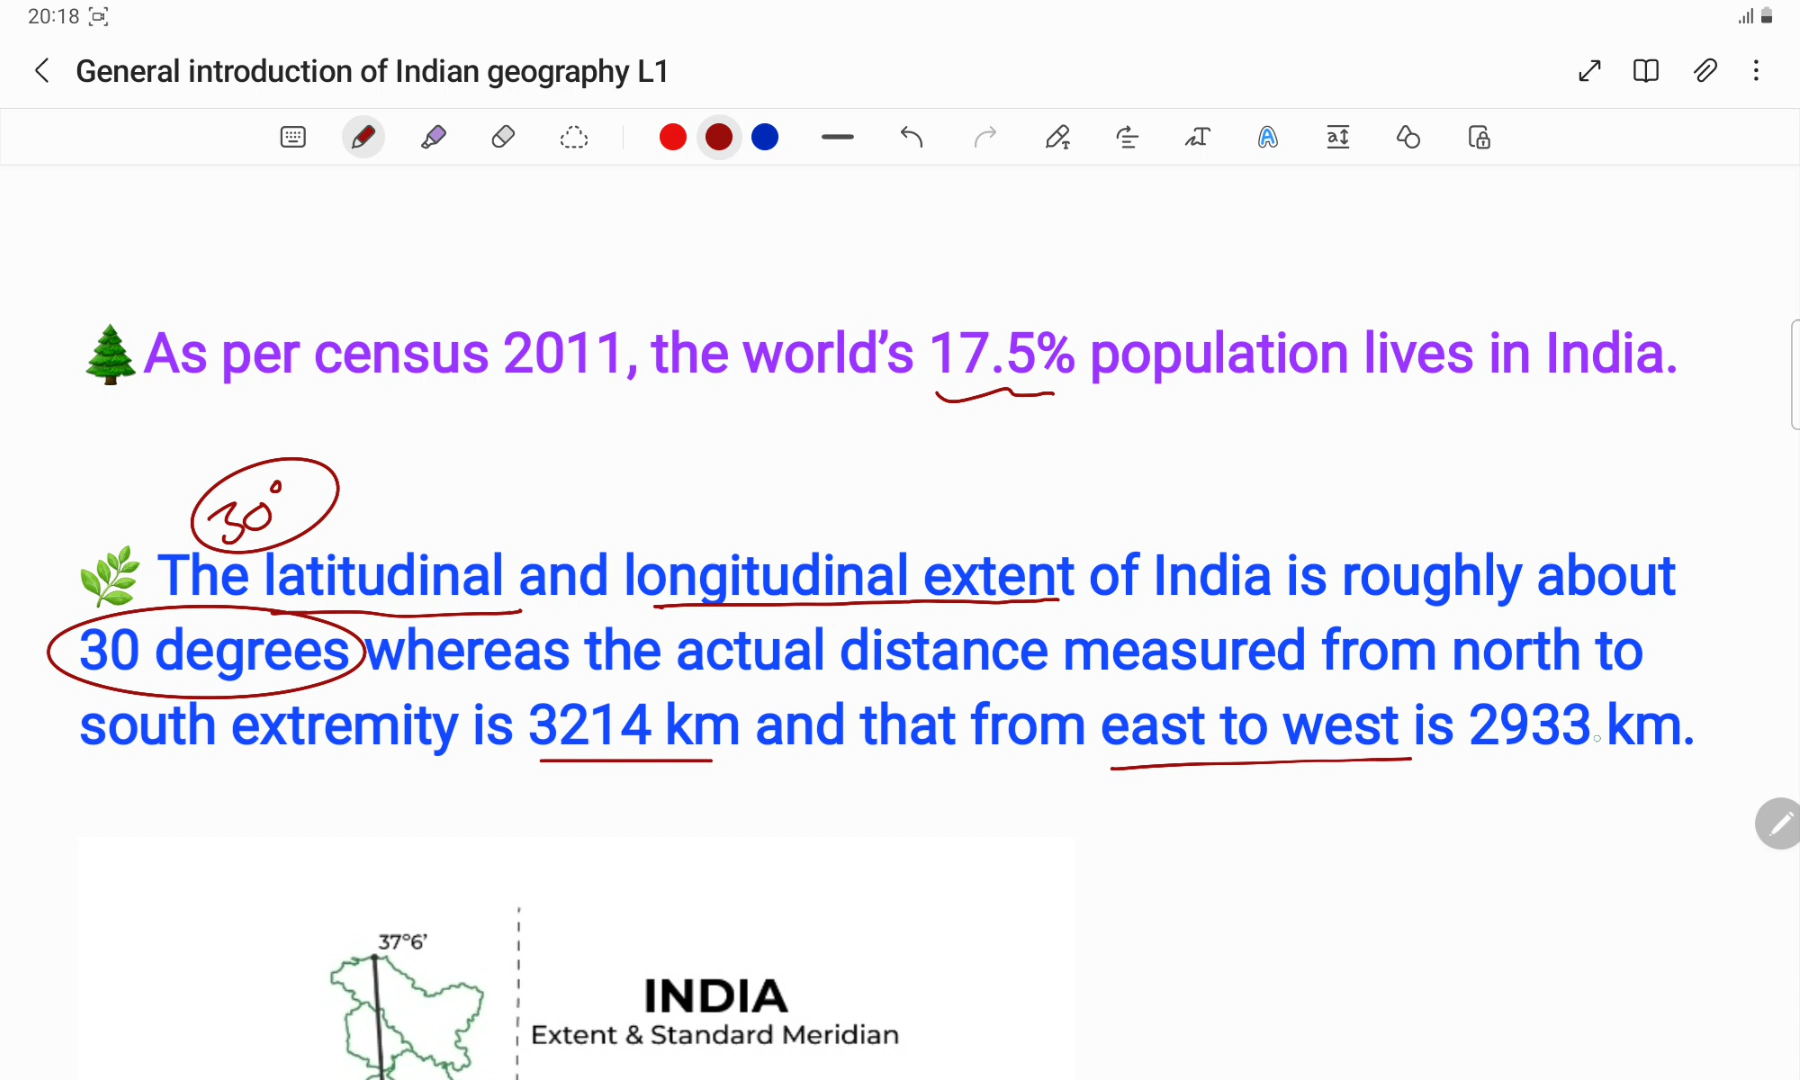 20:18
General introduction of Indian geography L1
🌲As per census 2011, the world's 17.5% population lives in India.
30°
🌿 The latitudinal and longitudinal extent of India is roughly about
30 degrees whereas the actual distance measured from north to
south extremity is 3214 km and that from east to west is 2933 km.
37°6'
INDIA
Extent & Standard Meridian